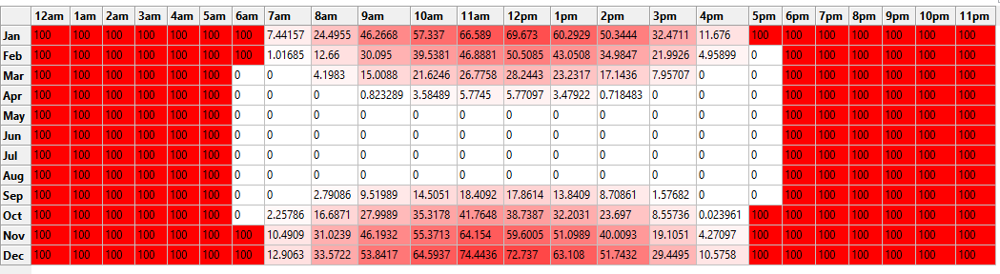 12am 1am 2am 3am 4am 5am 6am 7am 8am 9am 10am 11am 12pm 1pm 2pm 3pm 4pm 5pm 6pm 7pm 8pm 9pm 10pm 11pm
Jan 100 100 100 100 100 100 100 7.44157 24.4955 46.2668 57.337 66.589 69.673 60.2929 50.3444 32.4711 11.676 100 100 100 100 100 100 100
Feb 100 100 100 100 100 100 100 1.01685 12.66 30.095 39.5381 46.8881 50.5085 43.0508 34.9847 21.9926 4.95899 0 100 100 100 100 100 100
Mar 100 100 100 100 100 100 0 0 4.1983 15.0088 21.6246 26.7758 28.2443 23.2317 17.1436 7.95707 0 0 100 100 100 100 100 100
Apr 100 100 100 100 100 100 0 0 0 0.823289 3.58489 5.7745 5.77097 3.47922 0.718483 0 0 0 100 100 100 100 100 100
May 100 100 100 100 100 100 0 0 0 0 0 0 0 0 0 0 0 0 100 100 100 100 100 100
Jun 100 100 100 100 100 100 0 0 0 0 0 0 0 0 0 0 0 0 100 100 100 100 100 100
Jul 100 100 100 100 100 100 0 0 0 0 0 0 0 0 0 0 0 0 100 100 100 100 100 100
Aug 100 100 100 100 100 100 0 0 0 0 0 0 0 0 0 0 0 0 100 100 100 100 100 100
Sep 100 100 100 100 100 100 0 0 2.79086 9.51989 14.5051 18.4092 17.8614 13.8409 8.70861 1.57682 0 0 100 100 100 100 100 100
Oct 100 100 100 100 100 100 0 2.25786 16.6871 27.9989 35.3178 41.7648 38.7387 32.2031 23.697 8.55736 0.023961 100 100 100 100 100 100 100
Nov 100 100 100 100 100 100 100 10.4909 31.0239 46.1932 55.3713 64.154 59.6005 51.0989 40.0093 19.1051 4.27097 100 100 100 100 100 100 100
Dec 100 100 100 100 100 100 100 12.9063 33.5722 53.8417 64.5937 74.4436 72.737 63.108 51.7432 29.4495 10.5758 100 100 100 100 100 100 100